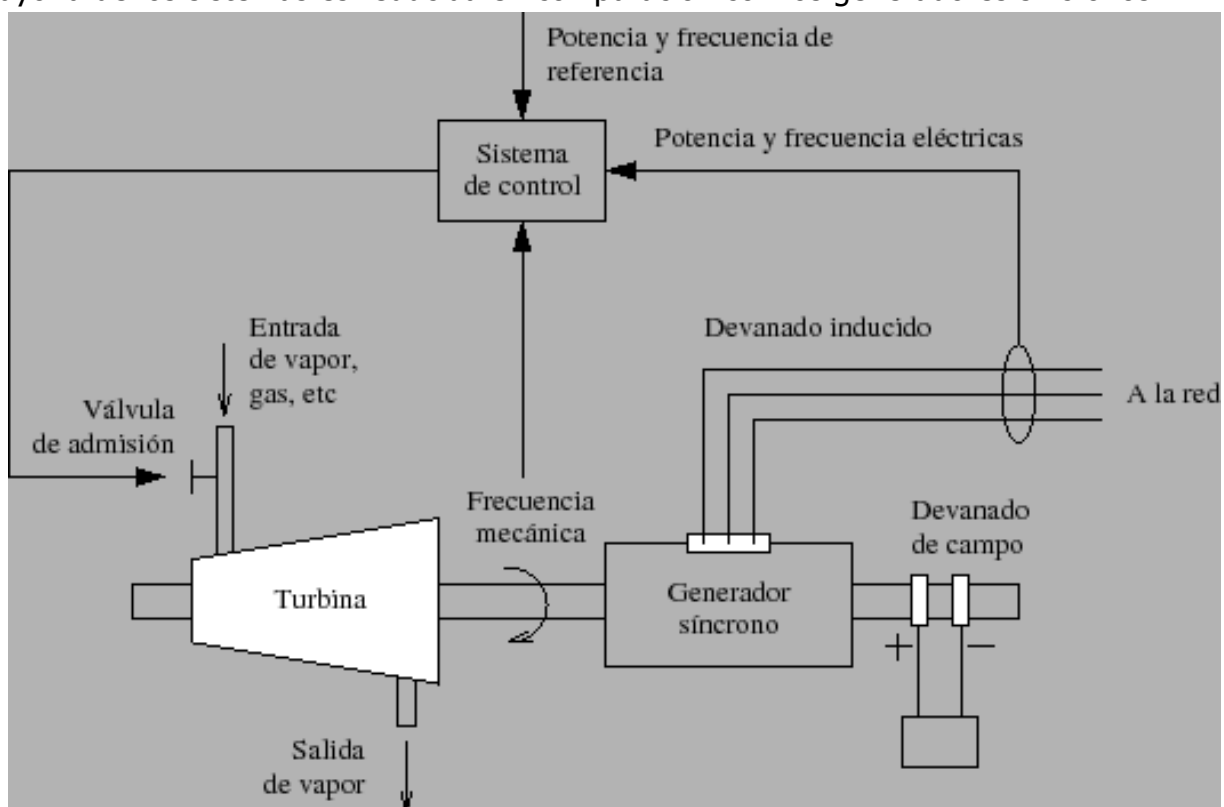 Potencia y frecuencia de
referencia
Potencia y frecuencia eléctricas
Sistema
de control
Entrada
de vapor,
gas, etc
Devanado inducido
A la red
Válvula
de admisión
Frecuencia
mecánica
Devanado
de campo
Turbina
Generador
síncrono
+
—
Salida
de vapor